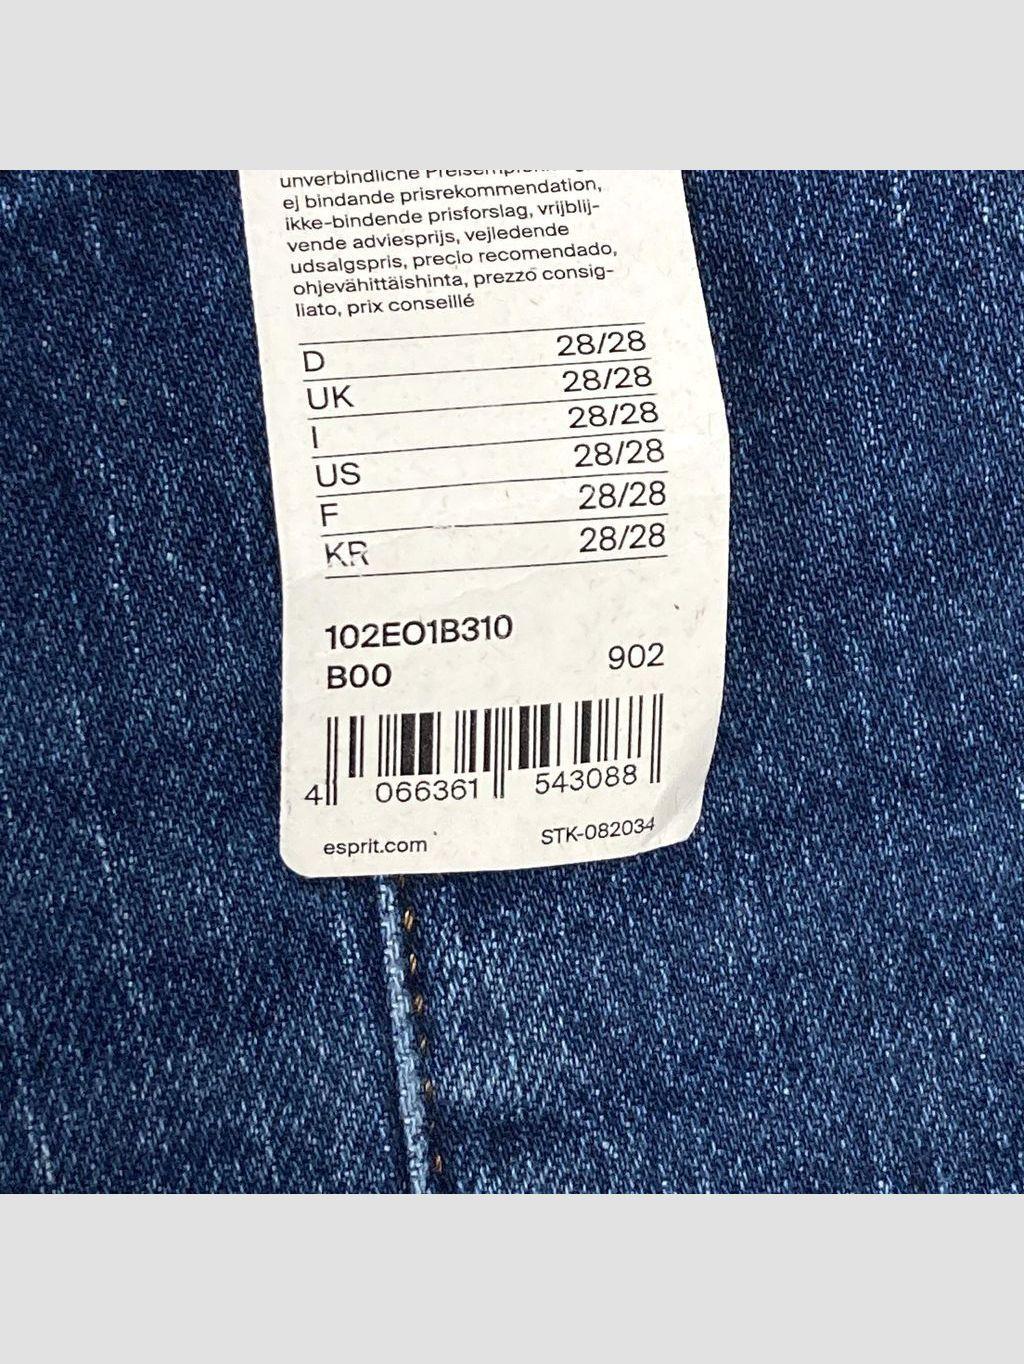 unverbindliche
ej bindande prisrekommendation,
ikke-bindende prisforslag, vrijblij-
vende adviesprijs, vejledende
udsalgspris, precio recomendado,
ohjevähittäishinta, prezzo consig-
liato, prix conseillé
D 28/28
UK 28/28
I 28/28
US 28/28
F 28/28
KR 28/28
102EO1B310
B00 902
4 066361 543088
esprit.com STK-082034